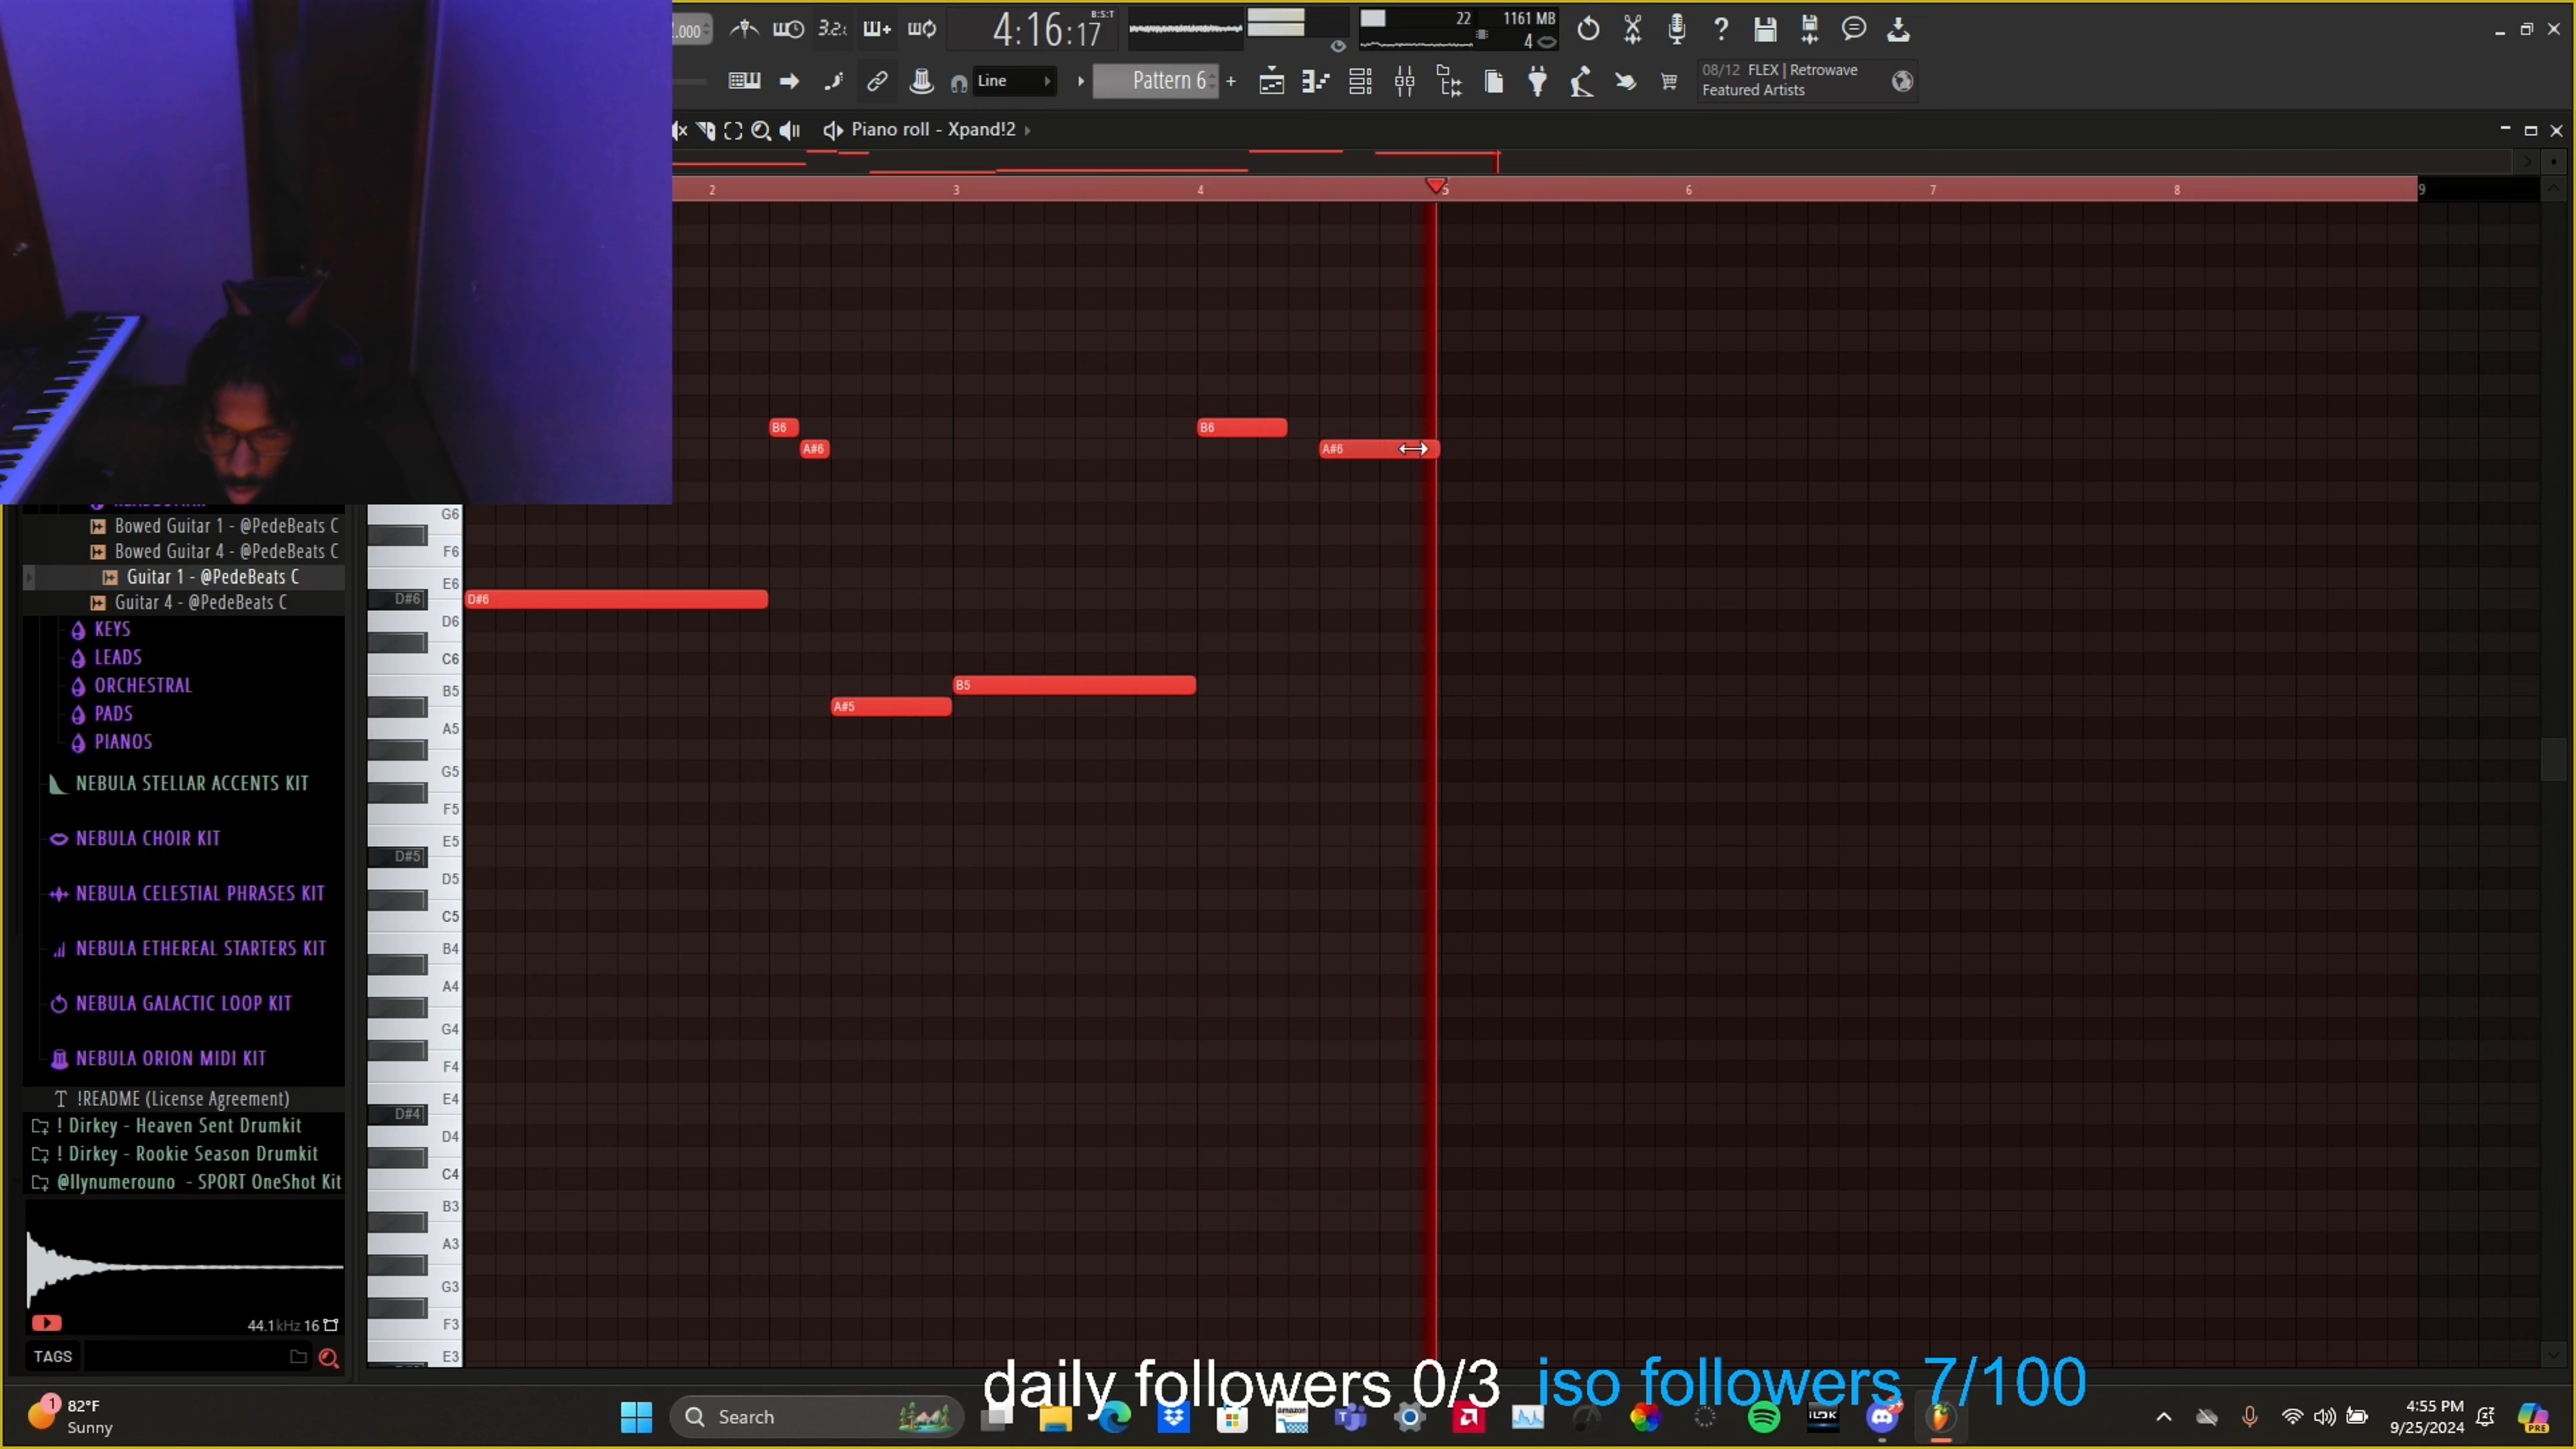 .000
3.2
4:16:17
B:S:T
22
1161 MB
4
Line
Pattern 6
08/12 FLEX | Retrowave
Featured Artists
Piano roll - Xpand!2
2
3
4
5
6
7
8
9
B6
A#6
B6
A#6
D#6
A#5
B5
G6
F6
E6
D#6
D6
C6
B5
A5
G5
F5
E5
D#5
D5
C5
B4
A4
G4
F4
E4
D#4
D4
C4
B3
A3
G3
F3
E3
Bowed Guitar 1 - @PedeBeats C
Bowed Guitar 4 - @PedeBeats C
Guitar 1 - @PedeBeats C
Guitar 4 - @PedeBeats C
KEYS
LEADS
ORCHESTRAL
PADS
PIANOS
NEBULA STELLAR ACCENTS KIT
NEBULA CHOIR KIT
NEBULA CELESTIAL PHRASES KIT
NEBULA ETHEREAL STARTERS KIT
NEBULA GALACTIC LOOP KIT
NEBULA ORION MIDI KIT
!README (License Agreement)
! Dirkey - Heaven Sent Drumkit
! Dirkey - Rookie Season Drumkit
@llynumerouno - SPORT OneShot Kit
44.1kHz 16
TAGS
daily followers 0/3 iso followers 7/100
1
82°F
Sunny
Search
amazon
4:55 PM
9/25/2024
PRE